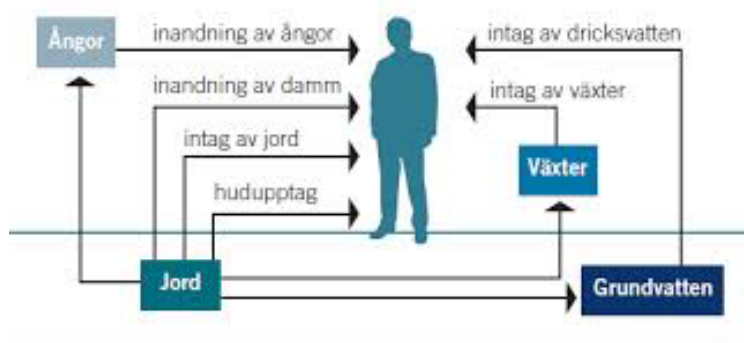 Ångor
inandning av ångor
intag av dricksvatten
inandning av damm
intag av växter
intag av jord
Växter
hudupptag
Jord
Grundvatten